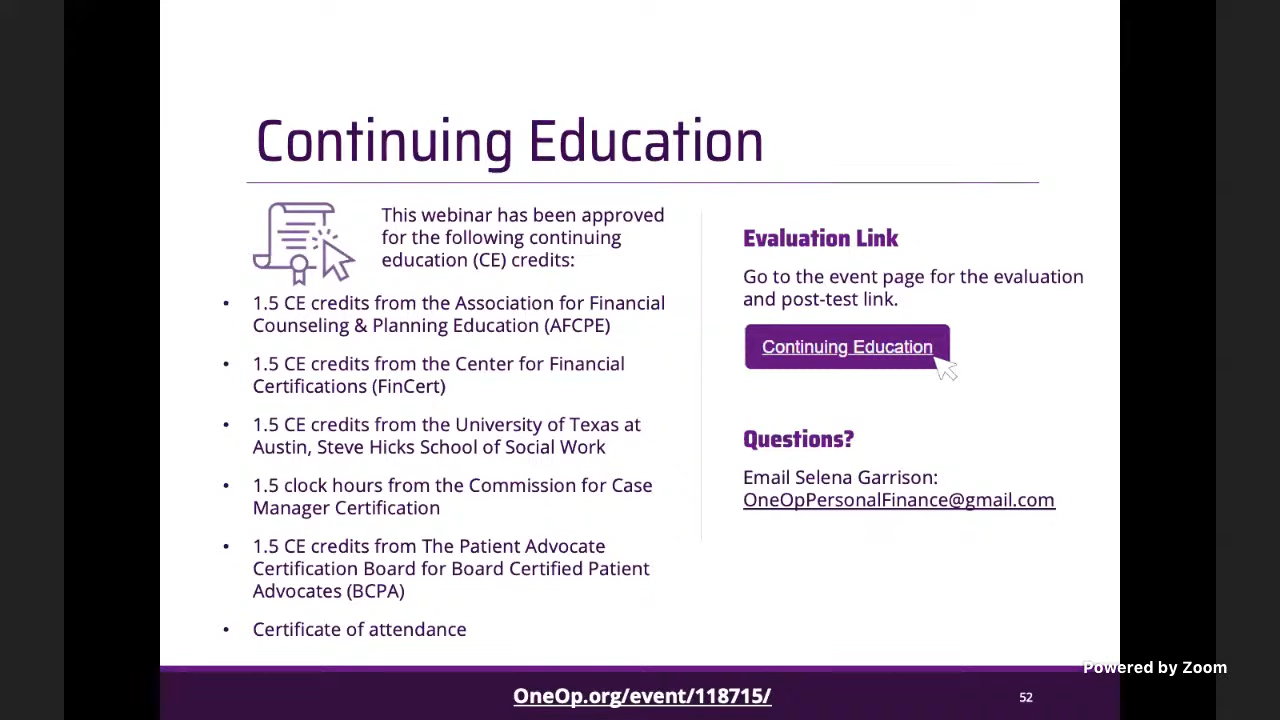 Continuing Education
This webinar has been approved
for the following continuing
education (CE) credits:
• 1.5 CE credits from the Association for Financial
Counseling & Planning Education (AFCPE)
• 1.5 CE credits from the Center for Financial
Certifications (FinCert)
• 1.5 CE credits from the University of Texas at
Austin, Steve Hicks School of Social Work
• 1.5 clock hours from the Commission for Case
Manager Certification
• 1.5 CE credits from The Patient Advocate
Certification Board for Board Certified Patient
Advocates (BCPA)
• Certificate of attendance
Evaluation Link
Go to the event page for the evaluation
and post-test link.
Continuing Education
Questions?
Email Selena Garrison:
OneOpPersonalFinance@gmail.com
Powered by Zoom
OneOp.org/event/118715/
52